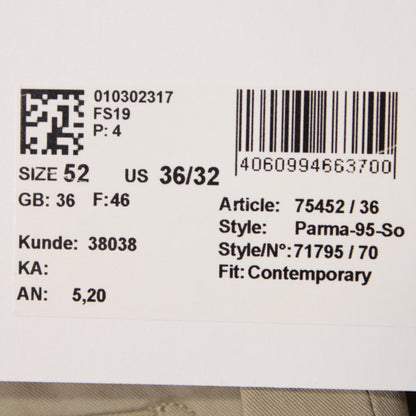 010302317
FS19
P: 4
4060994663700
SIZE 52 US 36/32
GB: 36 F:46
Article: 75452 / 36
Style: Parma-95-So
Style/N°:71795 / 70
Fit: Contemporary
Kunde: 38038
KA:
AN: 5,20